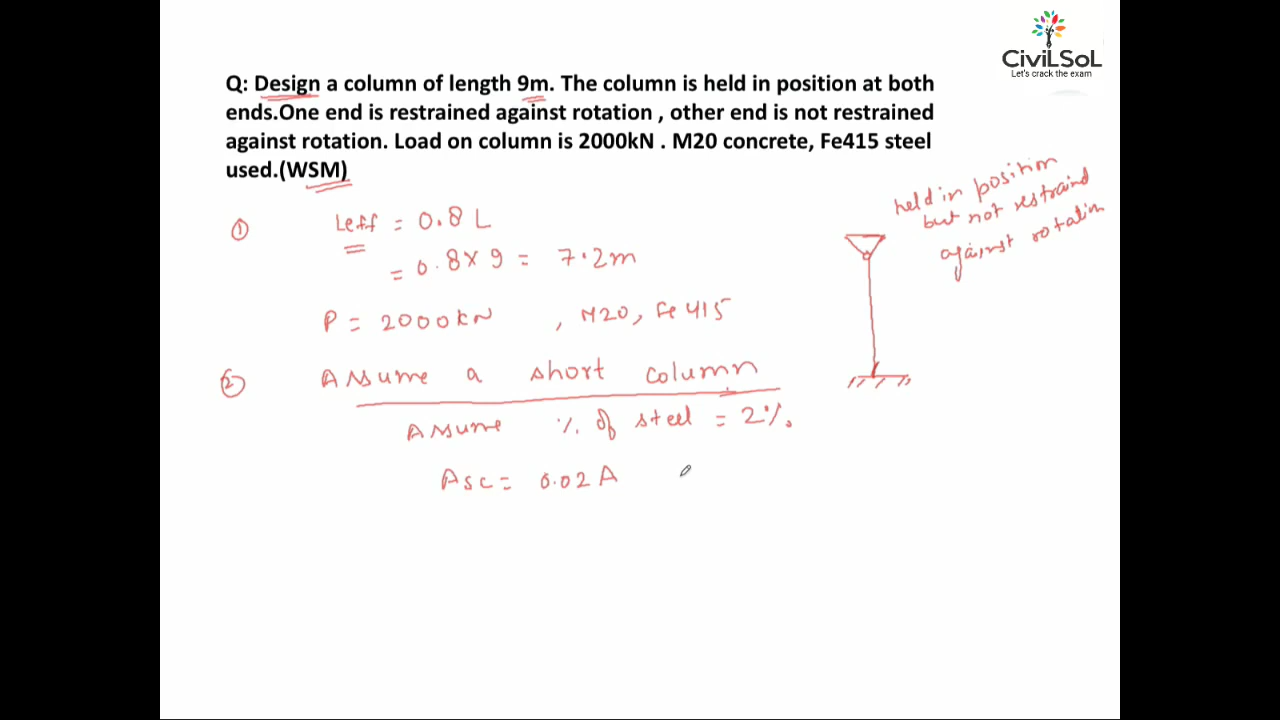 CiviLSoL
Let's crack the exam
Q: Design a column of length 9m. The column is held in position at both
ends.One end is restrained against rotation , other end is not restrained
against rotation. Load on column is 2000kN . M20 concrete, Fe415 steel
used.(WSM)
held in position
but not restraind
against rotation
① leff = 0.8 L
= 0.8 × 9 = 7.2m
P = 2000kN , M20, Fe 415
② Assume a short column
Assume % of steel = 2%.
Asc = 0.02 A